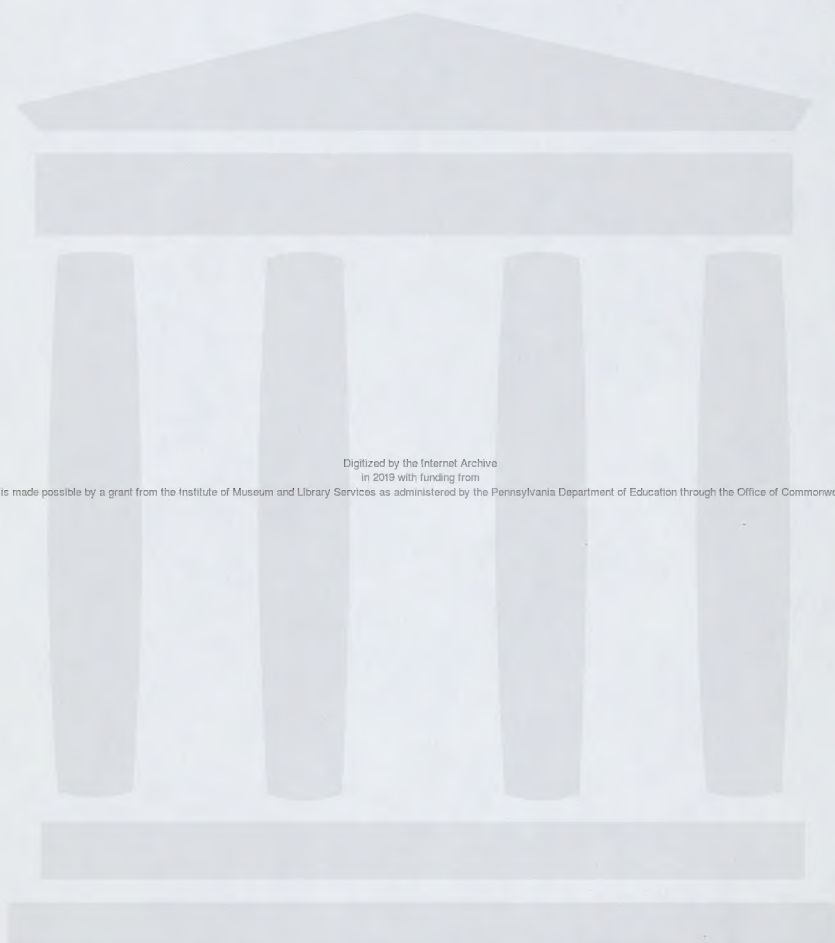 Digitized by the Internet Archive
in 2019 with funding from
is made possible by a grant from the Institute of Museum and Library Services as administered by the Pennsylvania Department of Education through the Office of